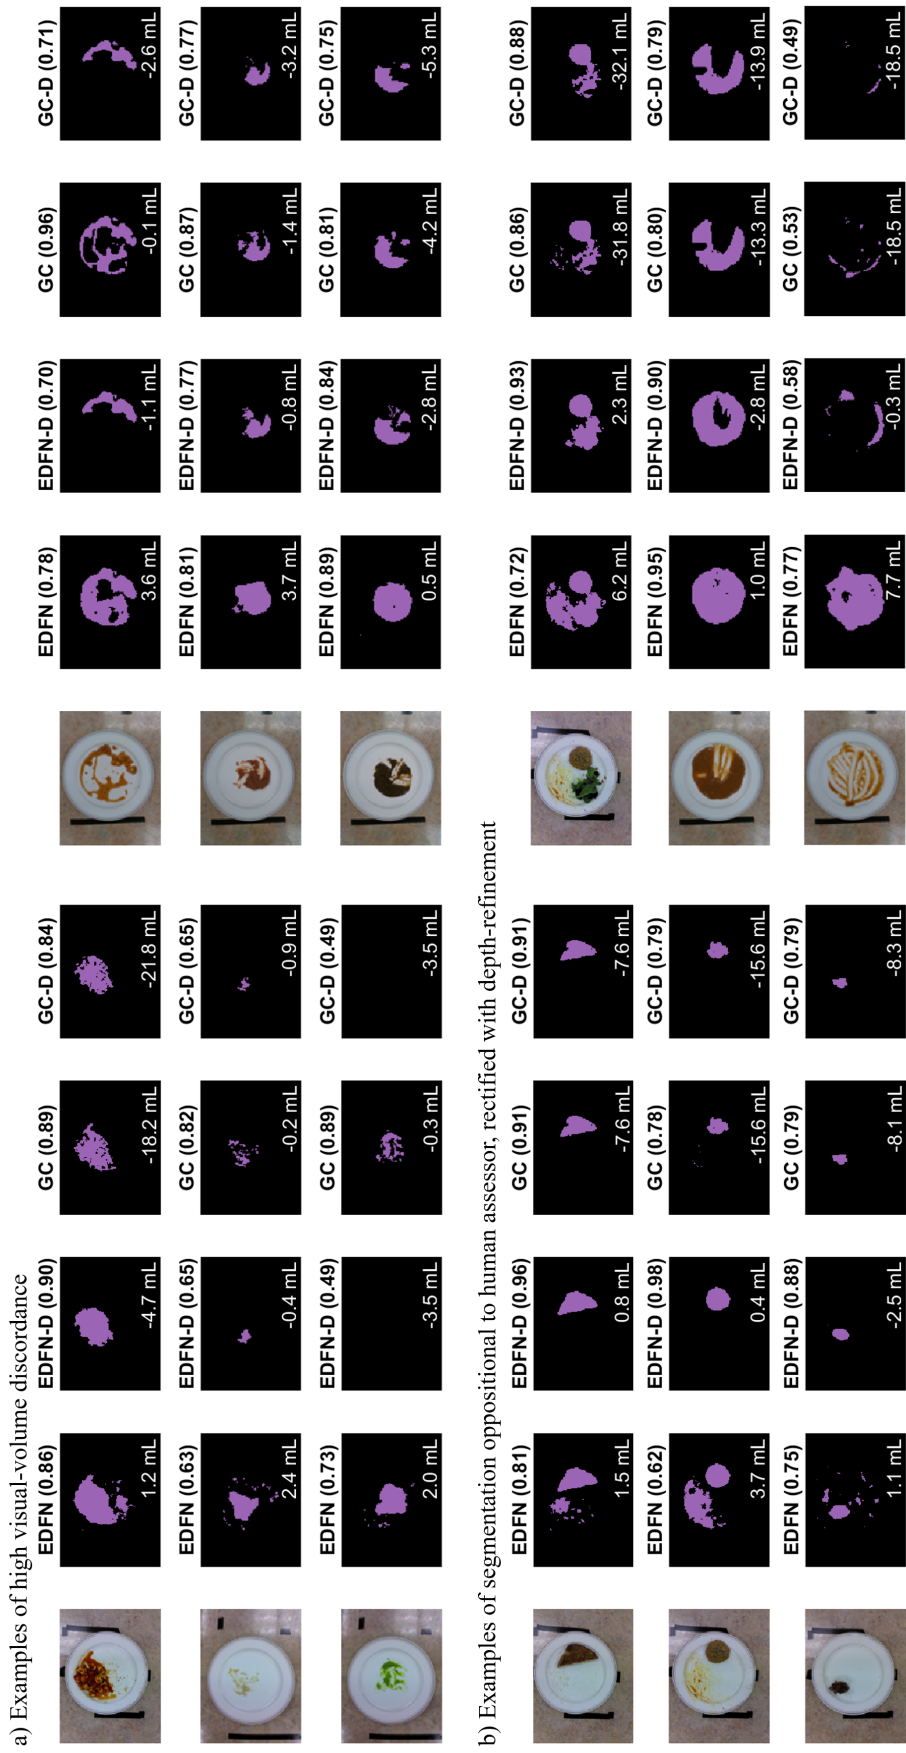 a) Examples of high visual-volume discordance
EDFN (0.86) EDFN-D (0.90) GC (0.89) GC-D (0.84) EDFN (0.78) EDFN-D (0.70) GC (0.96) GC-D (0.71)
1.2 mL -4.7 mL -18.2 mL -21.8 mL 3.6 mL -1.1 mL -0.1 mL -2.6 mL
EDFN (0.63) EDFN-D (0.65) GC (0.82) GC-D (0.65) EDFN (0.81) EDFN-D (0.77) GC (0.87) GC-D (0.77)
2.4 mL -0.4 mL -0.2 mL -0.9 mL 3.7 mL -0.8 mL -1.4 mL -3.2 mL
EDFN (0.73) EDFN-D (0.49) GC (0.89) GC-D (0.49) EDFN (0.89) EDFN-D (0.84) GC (0.81) GC-D (0.75)
2.0 mL -3.5 mL -0.3 mL -3.5 mL 0.5 mL -2.8 mL -4.2 mL -5.3 mL
b) Examples of segmentation oppositional to human assessor, rectified with depth-refinement
EDFN (0.81) EDFN-D (0.96) GC (0.91) GC-D (0.91) EDFN (0.72) EDFN-D (0.93) GC (0.86) GC-D (0.88)
1.5 mL 0.8 mL -7.6 mL -7.6 mL 6.2 mL 2.3 mL -31.8 mL -32.1 mL
EDFN (0.62) EDFN-D (0.98) GC (0.78) GC-D (0.79) EDFN (0.95) EDFN-D (0.90) GC (0.80) GC-D (0.79)
3.7 mL 0.4 mL -15.6 mL -15.6 mL 1.0 mL -2.8 mL -13.3 mL -13.9 mL
EDFN (0.75) EDFN-D (0.88) GC (0.79) GC-D (0.79) EDFN (0.77) EDFN-D (0.58) GC (0.53) GC-D (0.49)
1.1 mL -2.5 mL -8.1 mL -8.3 mL 7.7 mL -0.3 mL -18.5 mL -18.5 mL